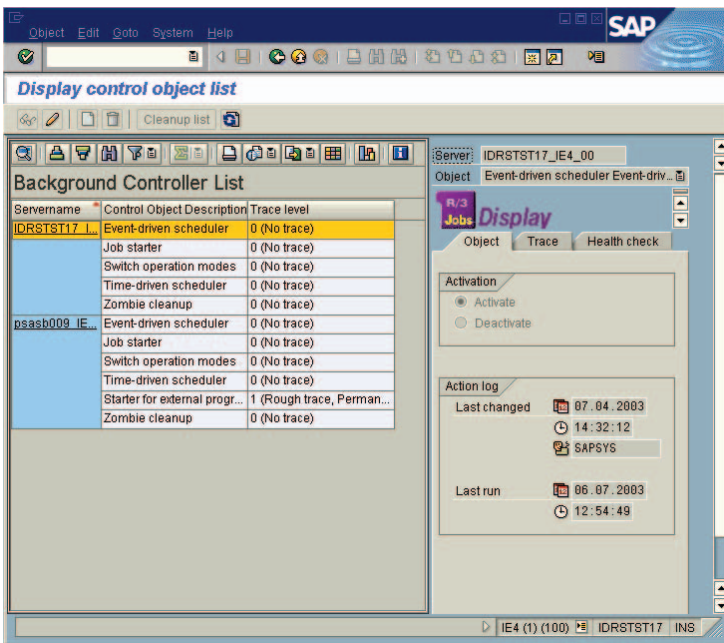 Object Edit Goto System Help
SAP
Display control object list
Cleanup list
Background Controller List
Servername Control Object Description Trace level
IDRSTST17_I... Event-driven scheduler 0 (No trace)
Job starter 0 (No trace)
Switch operation modes 0 (No trace)
Time-driven scheduler 0 (No trace)
Zombie cleanup 0 (No trace)
psasb009_IE... Event-driven scheduler 0 (No trace)
Job starter 0 (No trace)
Switch operation modes 0 (No trace)
Time-driven scheduler 0 (No trace)
Starter for external progr... 1 (Rough trace, Perman...
Zombie cleanup 0 (No trace)
Server IDRSTST17_IE4_00
Object Event-driven scheduler Event-driv...
R/3
Jobs Display
Object Trace Health check
Activation
Activate
Deactivate
Action log
Last changed 07.04.2003
14:32:12
SAPSYS
Last run 06.07.2003
12:54:49
IE4 (1) (100) IDRSTST17 INS